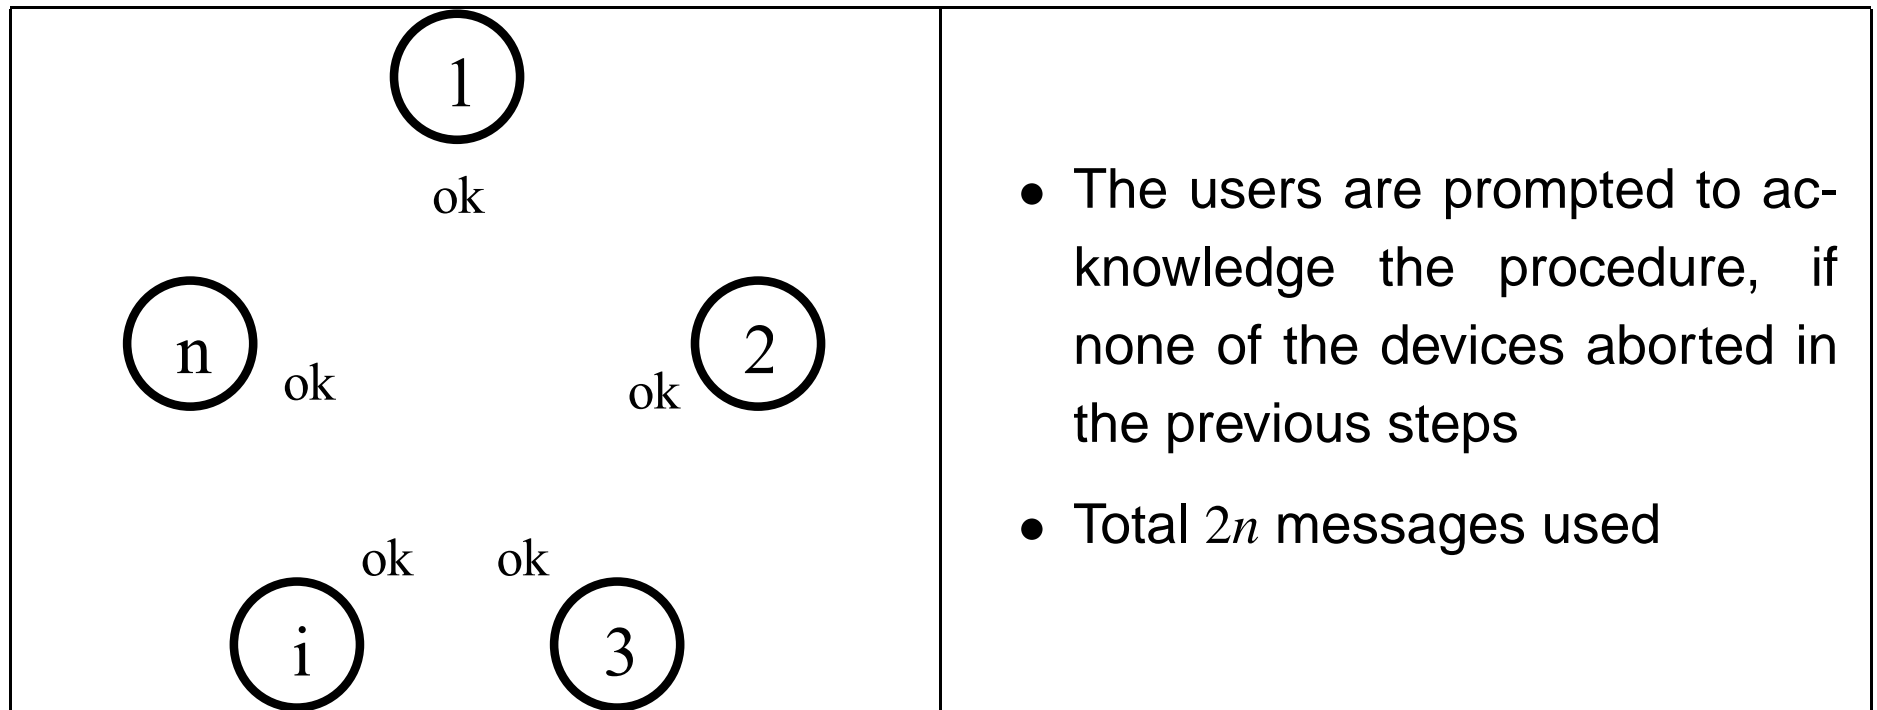 1
ok
n
ok
ok
2
ok
ok
i
3
• The users are prompted to ac-
knowledge the procedure, if
none of the devices aborted in
the previous steps
• Total 2n messages used